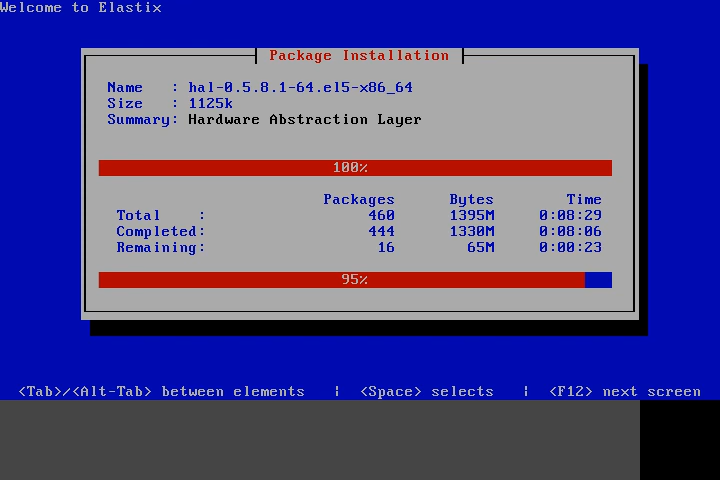 Welcome to Elastix
Package Installation
Name : hal-0.5.8.1-64.el5-x86_64
Size : 1125k
Summary: Hardware Abstraction Layer
100%
Packages Bytes Time
Total : 460 1395M 0:08:29
Completed: 444 1330M 0:08:06
Remaining: 16 65M 0:00:23
95%
<Tab>/<Alt-Tab> between elements | <Space> selects | <F12> next screen